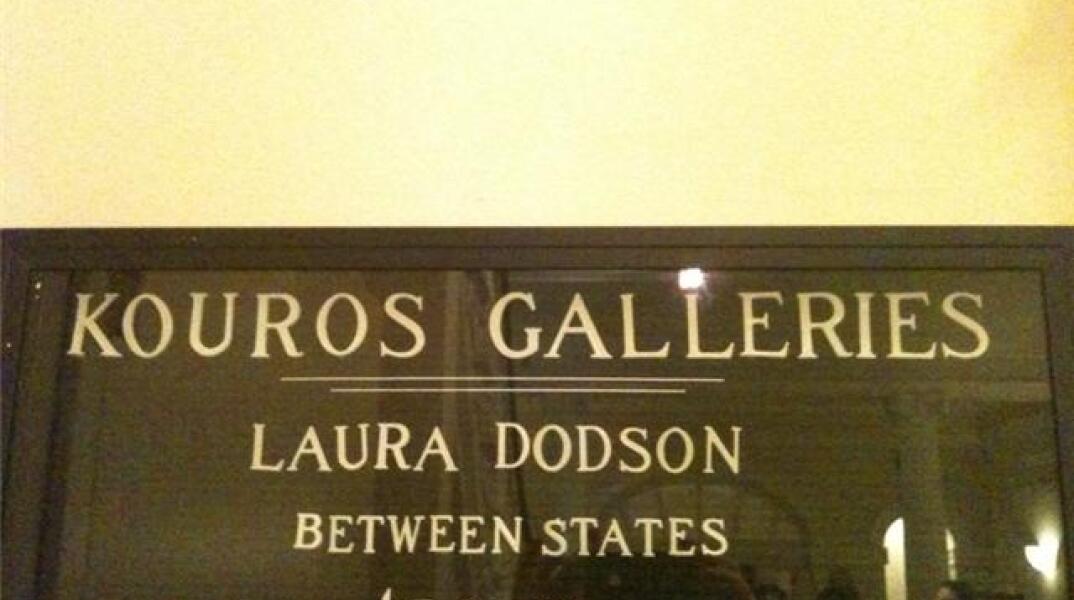 KOUROS GALLERIES
LAURA DODSON
BETWEEN STATES